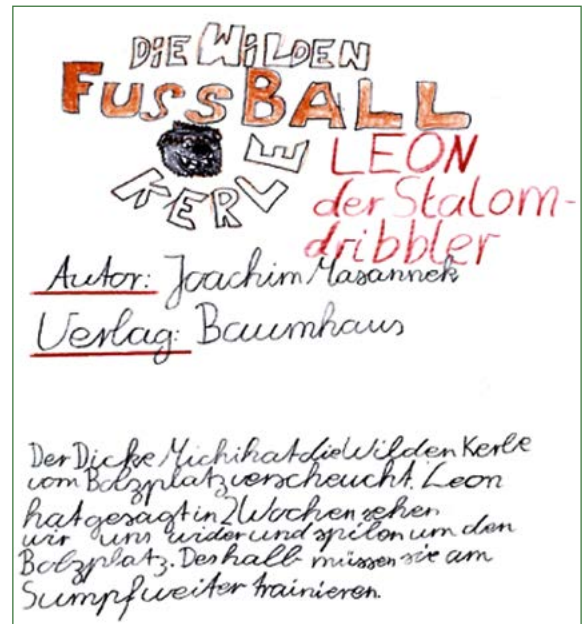 DIE WILDEN
FUSSBALL
KERLE
LEON
der Stalom-
dribbler
Autor: Joachim Masannek
Verlag: Baumhaus
Der Dicke Michi hat die Wilden Kerle
vom Bolzplatz verscheucht. Leon
hat gesagt in 2 Wochen sehen
wir uns wider und spilen um den
Bolzplatz. Deshalb müssen sie am
Sumpf weiter trainieren.